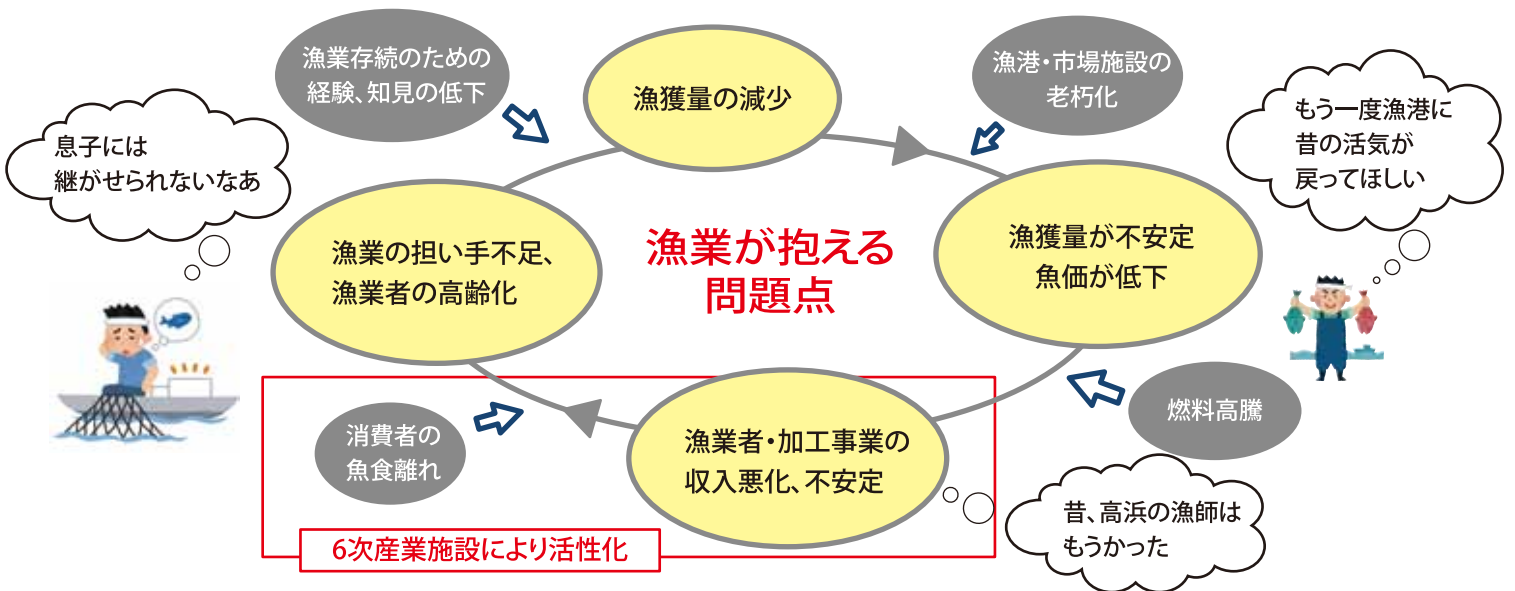 漁業存続のための
経験、知見の低下
漁獲量の減少
漁港・市場施設の
老朽化
息子には
継がせられないなあ
もう一度漁港に
昔の活気が
戻ってほしい
漁業の担い手不足、
漁業者の高齢化
漁業が抱える
問題点
漁獲量が不安定
魚価が低下
消費者の
魚食離れ
漁業者・加工事業の
収入悪化、不安定
燃料高騰
昔、高浜の漁師は
もうかった
6次産業施設により活性化